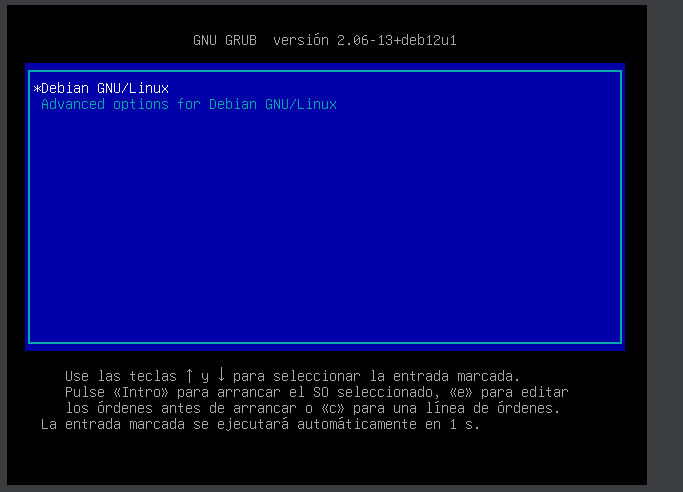 GNU GRUB  versión 2.06-13+deb12u1
*Debian GNU/Linux
Advanced options for Debian GNU/Linux
Use las teclas ↑ y ↓ para seleccionar la entrada marcada.
Pulse «Intro» para arrancar el SO seleccionado, «e» para editar
los órdenes antes de arrancar o «c» para una línea de órdenes.
La entrada marcada se ejecutará automáticamente en 1 s.